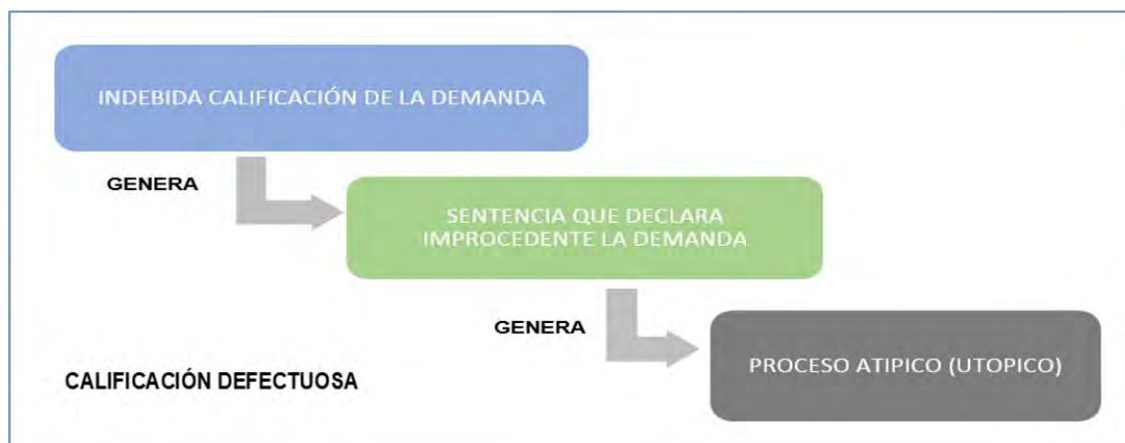 INDEBIDA CALIFICACIÓN DE LA DEMANDA
GENERA
SENTENCIA QUE DECLARA
IMPROCEDENTE LA DEMANDA
GENERA
PROCESO ATIPICO (UTOPICO)
CALIFICACIÓN DEFECTUOSA